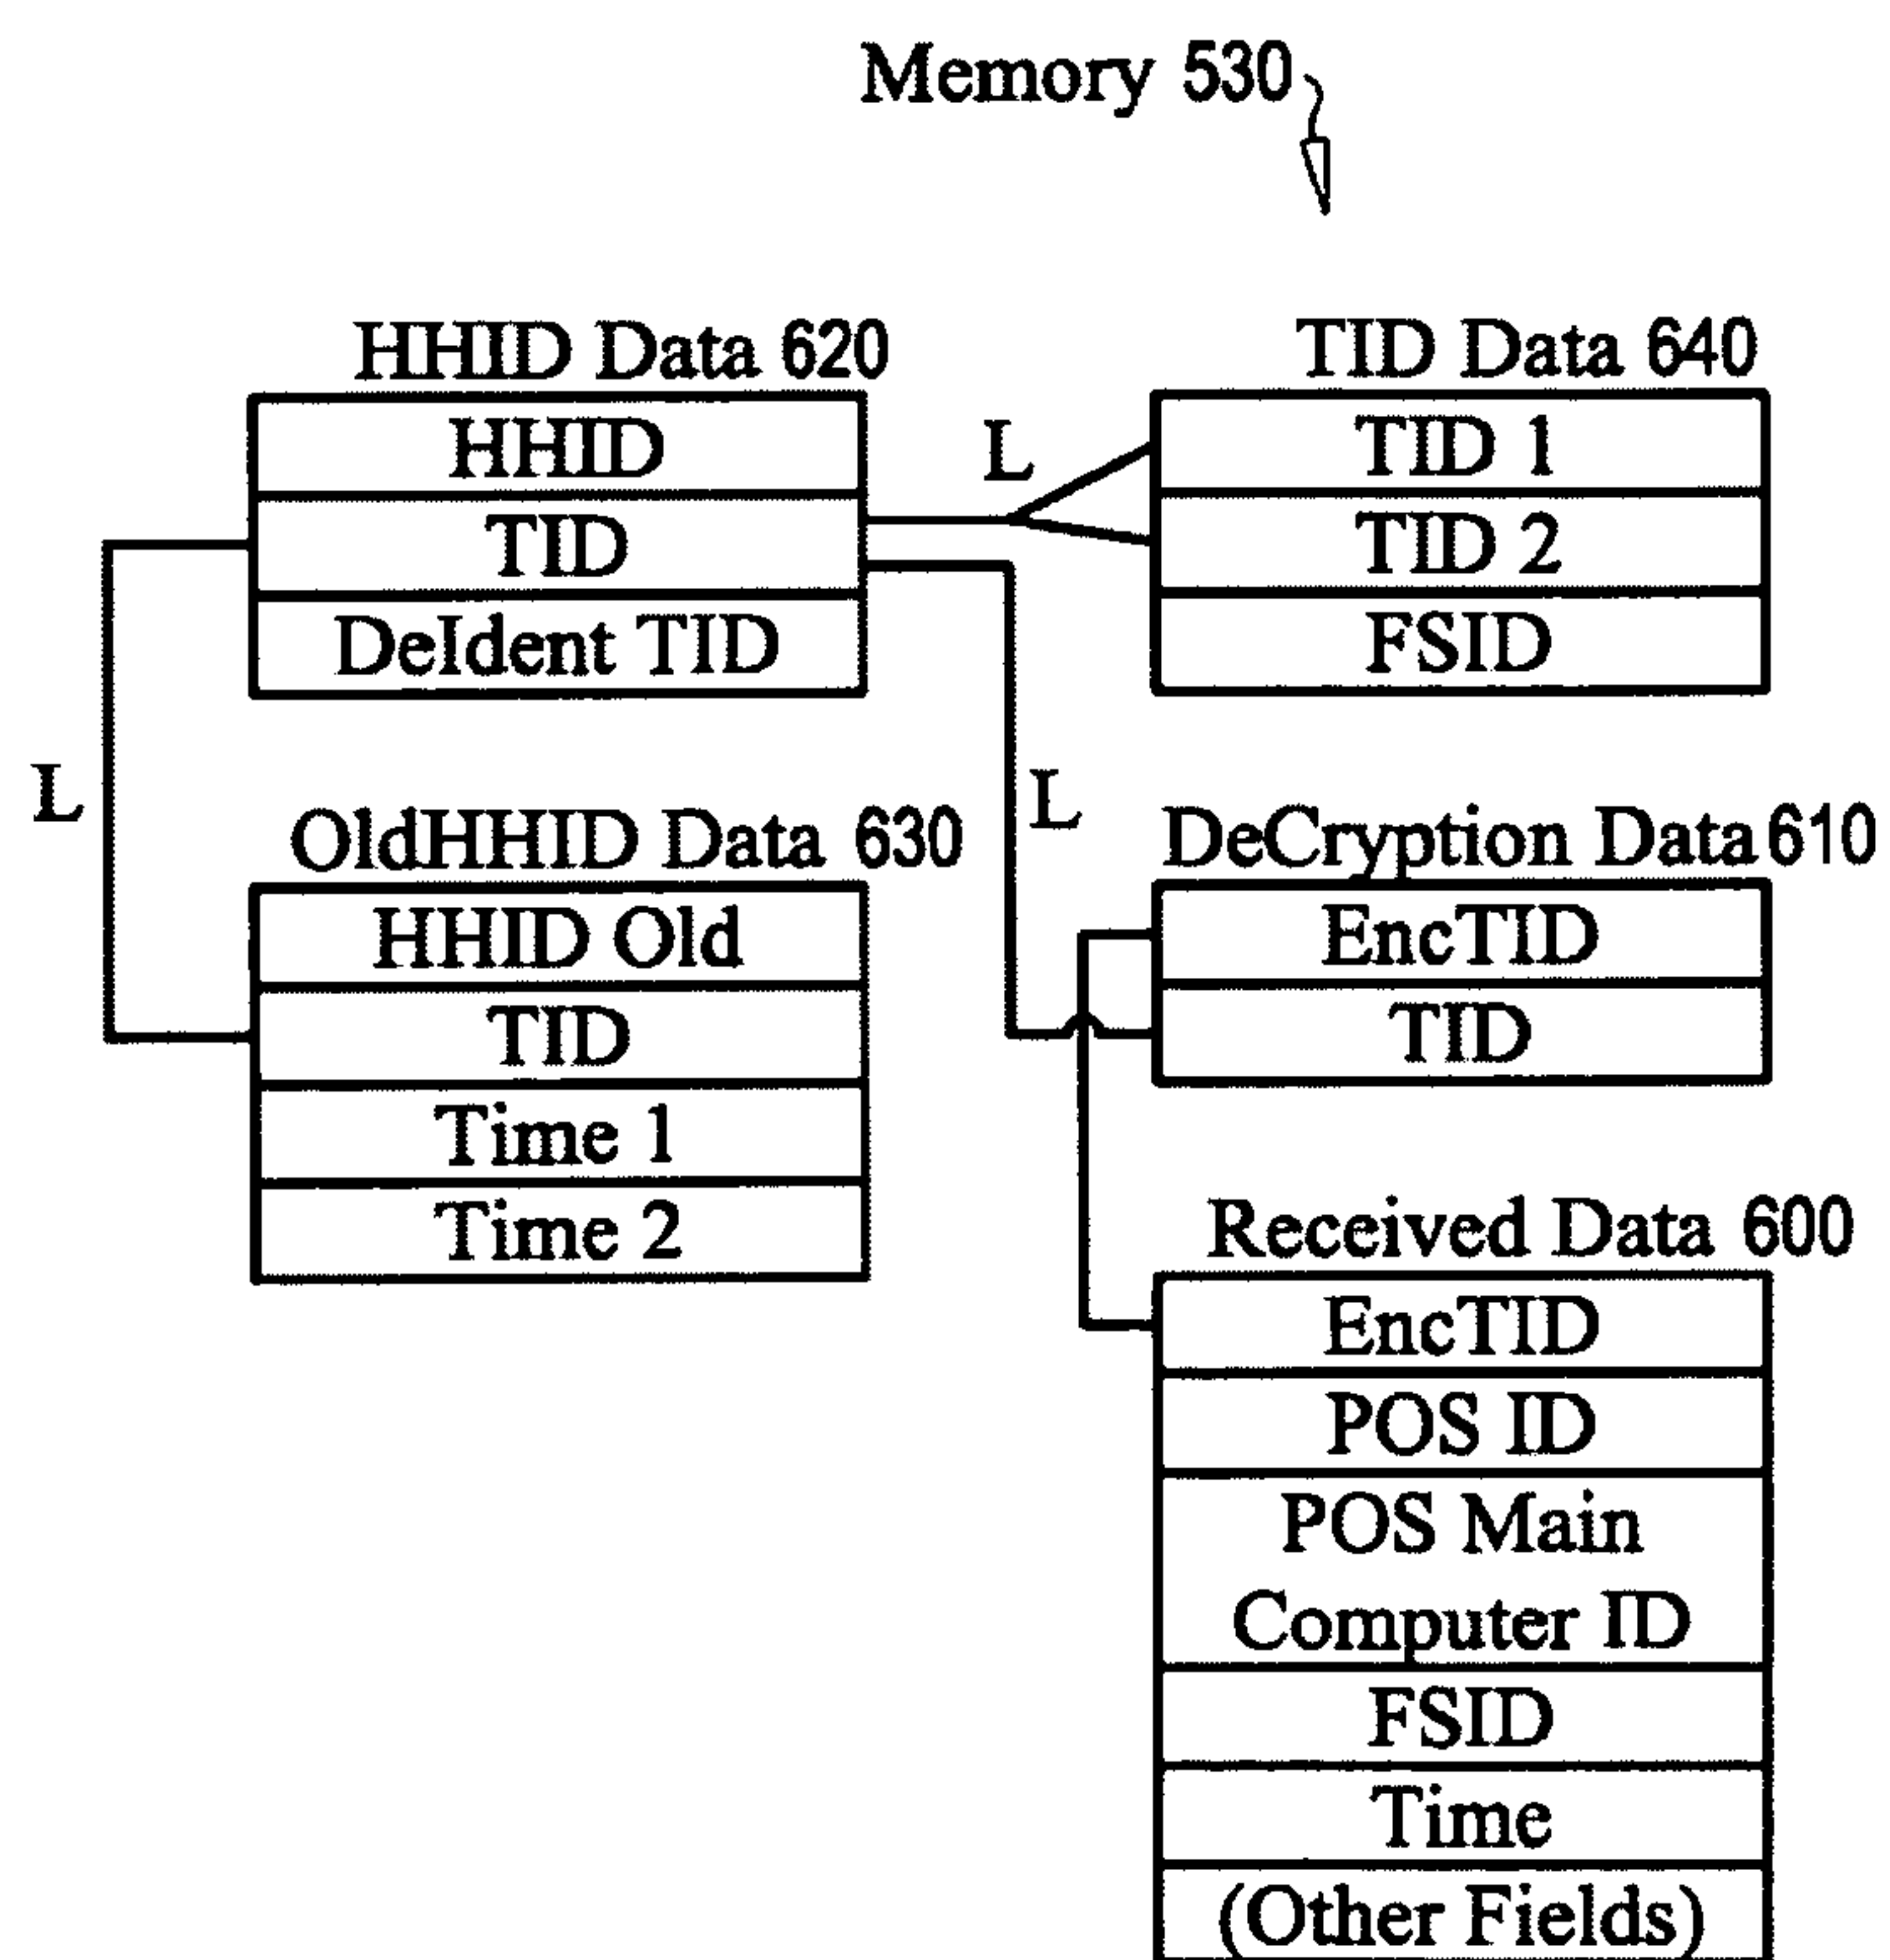 Memory 530
HHID Data 620
HHID
TID
DeIdent TID
L
TID Data 640
TID 1
TID 2
FSID
L
OldHHID Data 630
HHID Old
TID
Time 1
Time 2
L
DeCryption Data 610
EncTID
TID
Received Data 600
EncTID
POS ID
POS Main
Computer ID
FSID
Time
(Other Fields)